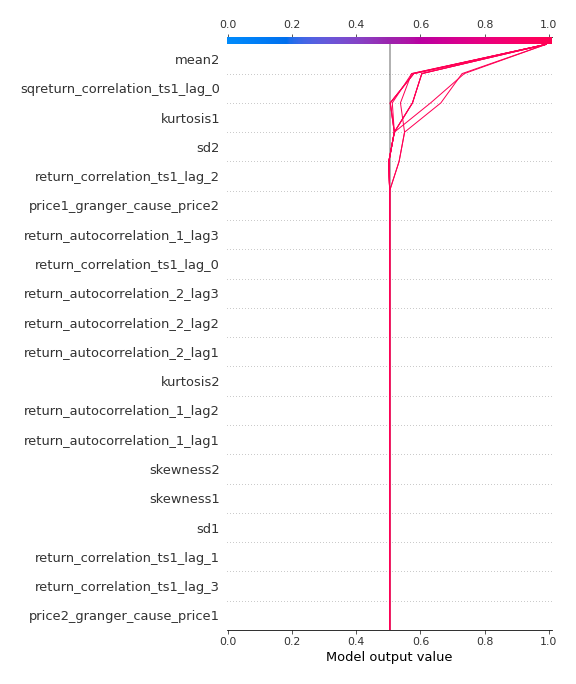 0.0 0.2 0.4 0.6 0.8 1.0
mean2
sqreturn_correlation_ts1_lag_0
kurtosis1
sd2
return_correlation_ts1_lag_2
price1_granger_cause_price2
return_autocorrelation_1_lag3
return_correlation_ts1_lag_0
return_autocorrelation_2_lag3
return_autocorrelation_2_lag2
return_autocorrelation_2_lag1
kurtosis2
return_autocorrelation_1_lag2
return_autocorrelation_1_lag1
skewness2
skewness1
sd1
return_correlation_ts1_lag_1
return_correlation_ts1_lag_3
price2_granger_cause_price1
0.0 0.2 0.4 0.6 0.8 1.0
Model output value